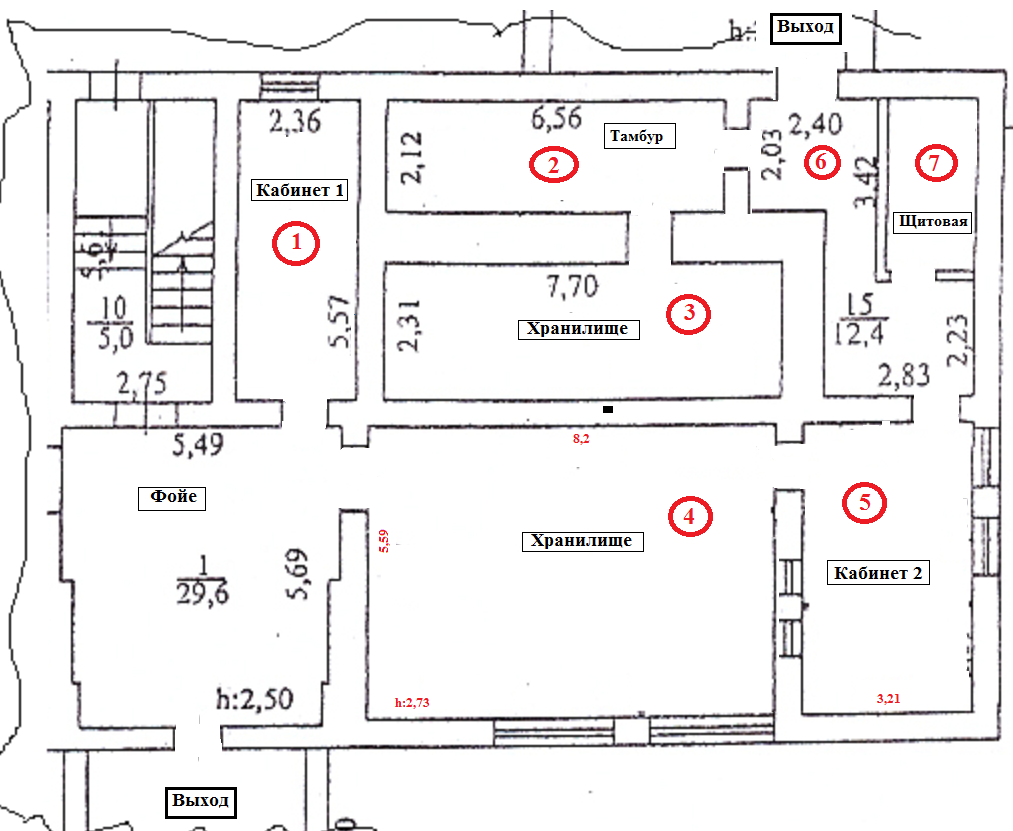 h:
Выход
2,36
6,56
Тамбур
2,40
2,12
2,03
6
7
2
3,42
Кабинет 1
Щитовая
1
7,70
3
10
5,0
2,31
Хранилище
5,57
15
12,4
2,23
2,75
2,83
5,49
8,2
Фойе
4
5
5,59
Хранилище
1
29,6
5,69
Кабинет 2
h:2,50
h:2,73
3,21
Выход